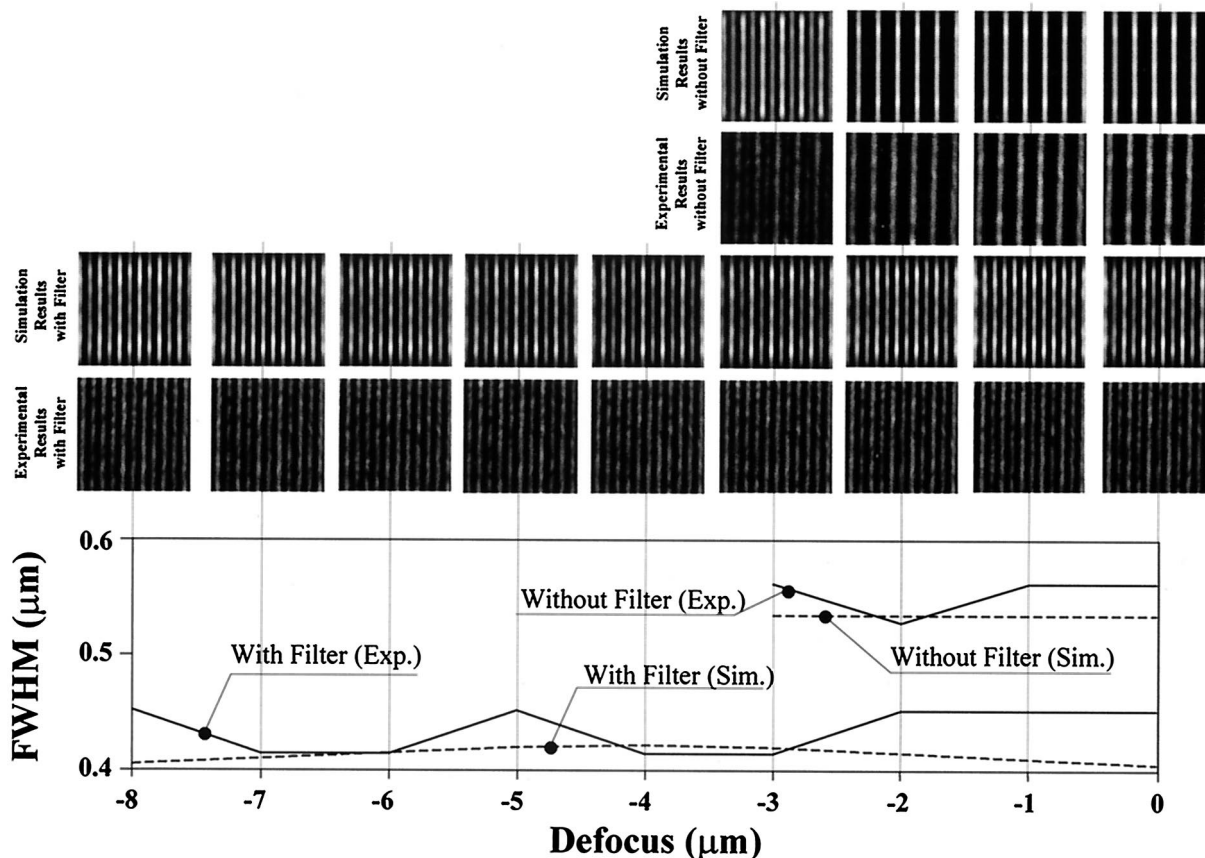 Simulation
Results
without Filter
Experimental
Results
without Filter
Simulation
Results
with Filter
Experimental
Results
with Filter
FWHM (μm)
0.6
0.5
0.4
Without Filter (Exp.)
With Filter (Exp.)
With Filter (Sim.)
Without Filter (Sim.)
-8
-7
-6
-5
-4
-3
-2
-1
0
Defocus (μm)